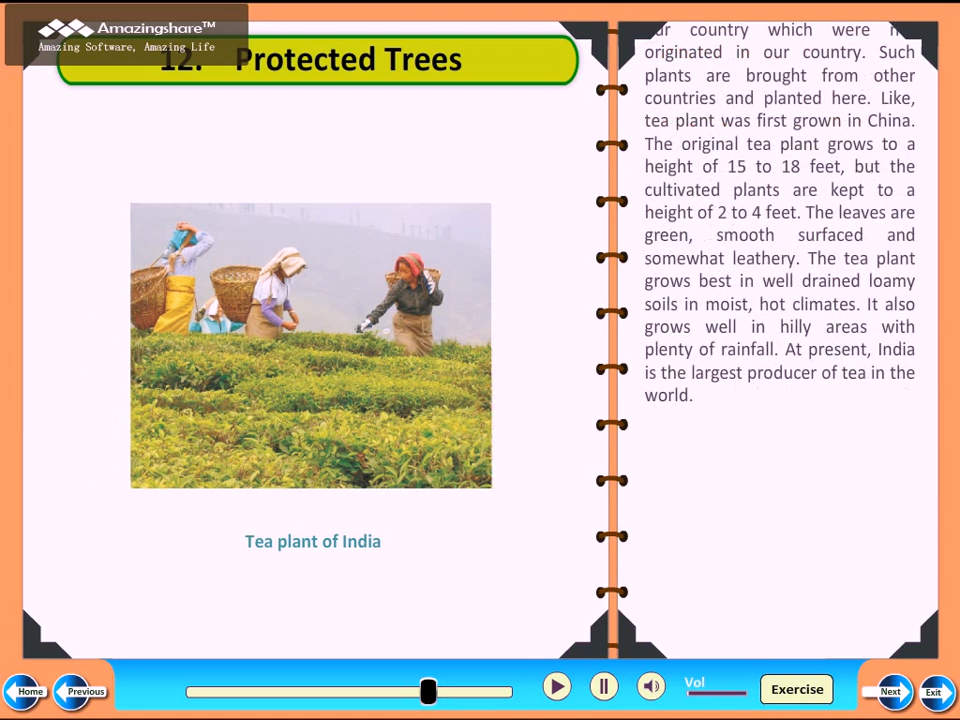 Amazingshare™
Amazing Software, Amazing Life
12. Protected Trees
country which were
originated in our country. Such
plants are brought from other
countries and planted here. Like,
tea plant was first grown in China.
The original tea plant grows to a
height of 15 to 18 feet, but the
cultivated plants are kept to a
height of 2 to 4 feet. The leaves are
green, smooth surfaced and
somewhat leathery. The tea plant
grows best in well drained loamy
soils in moist, hot climates. It also
grows well in hilly areas with
plenty of rainfall. At present, India
is the largest producer of tea in the
world.
Tea plant of India
Home
Previous
Vol
Exercise
Next
Exit